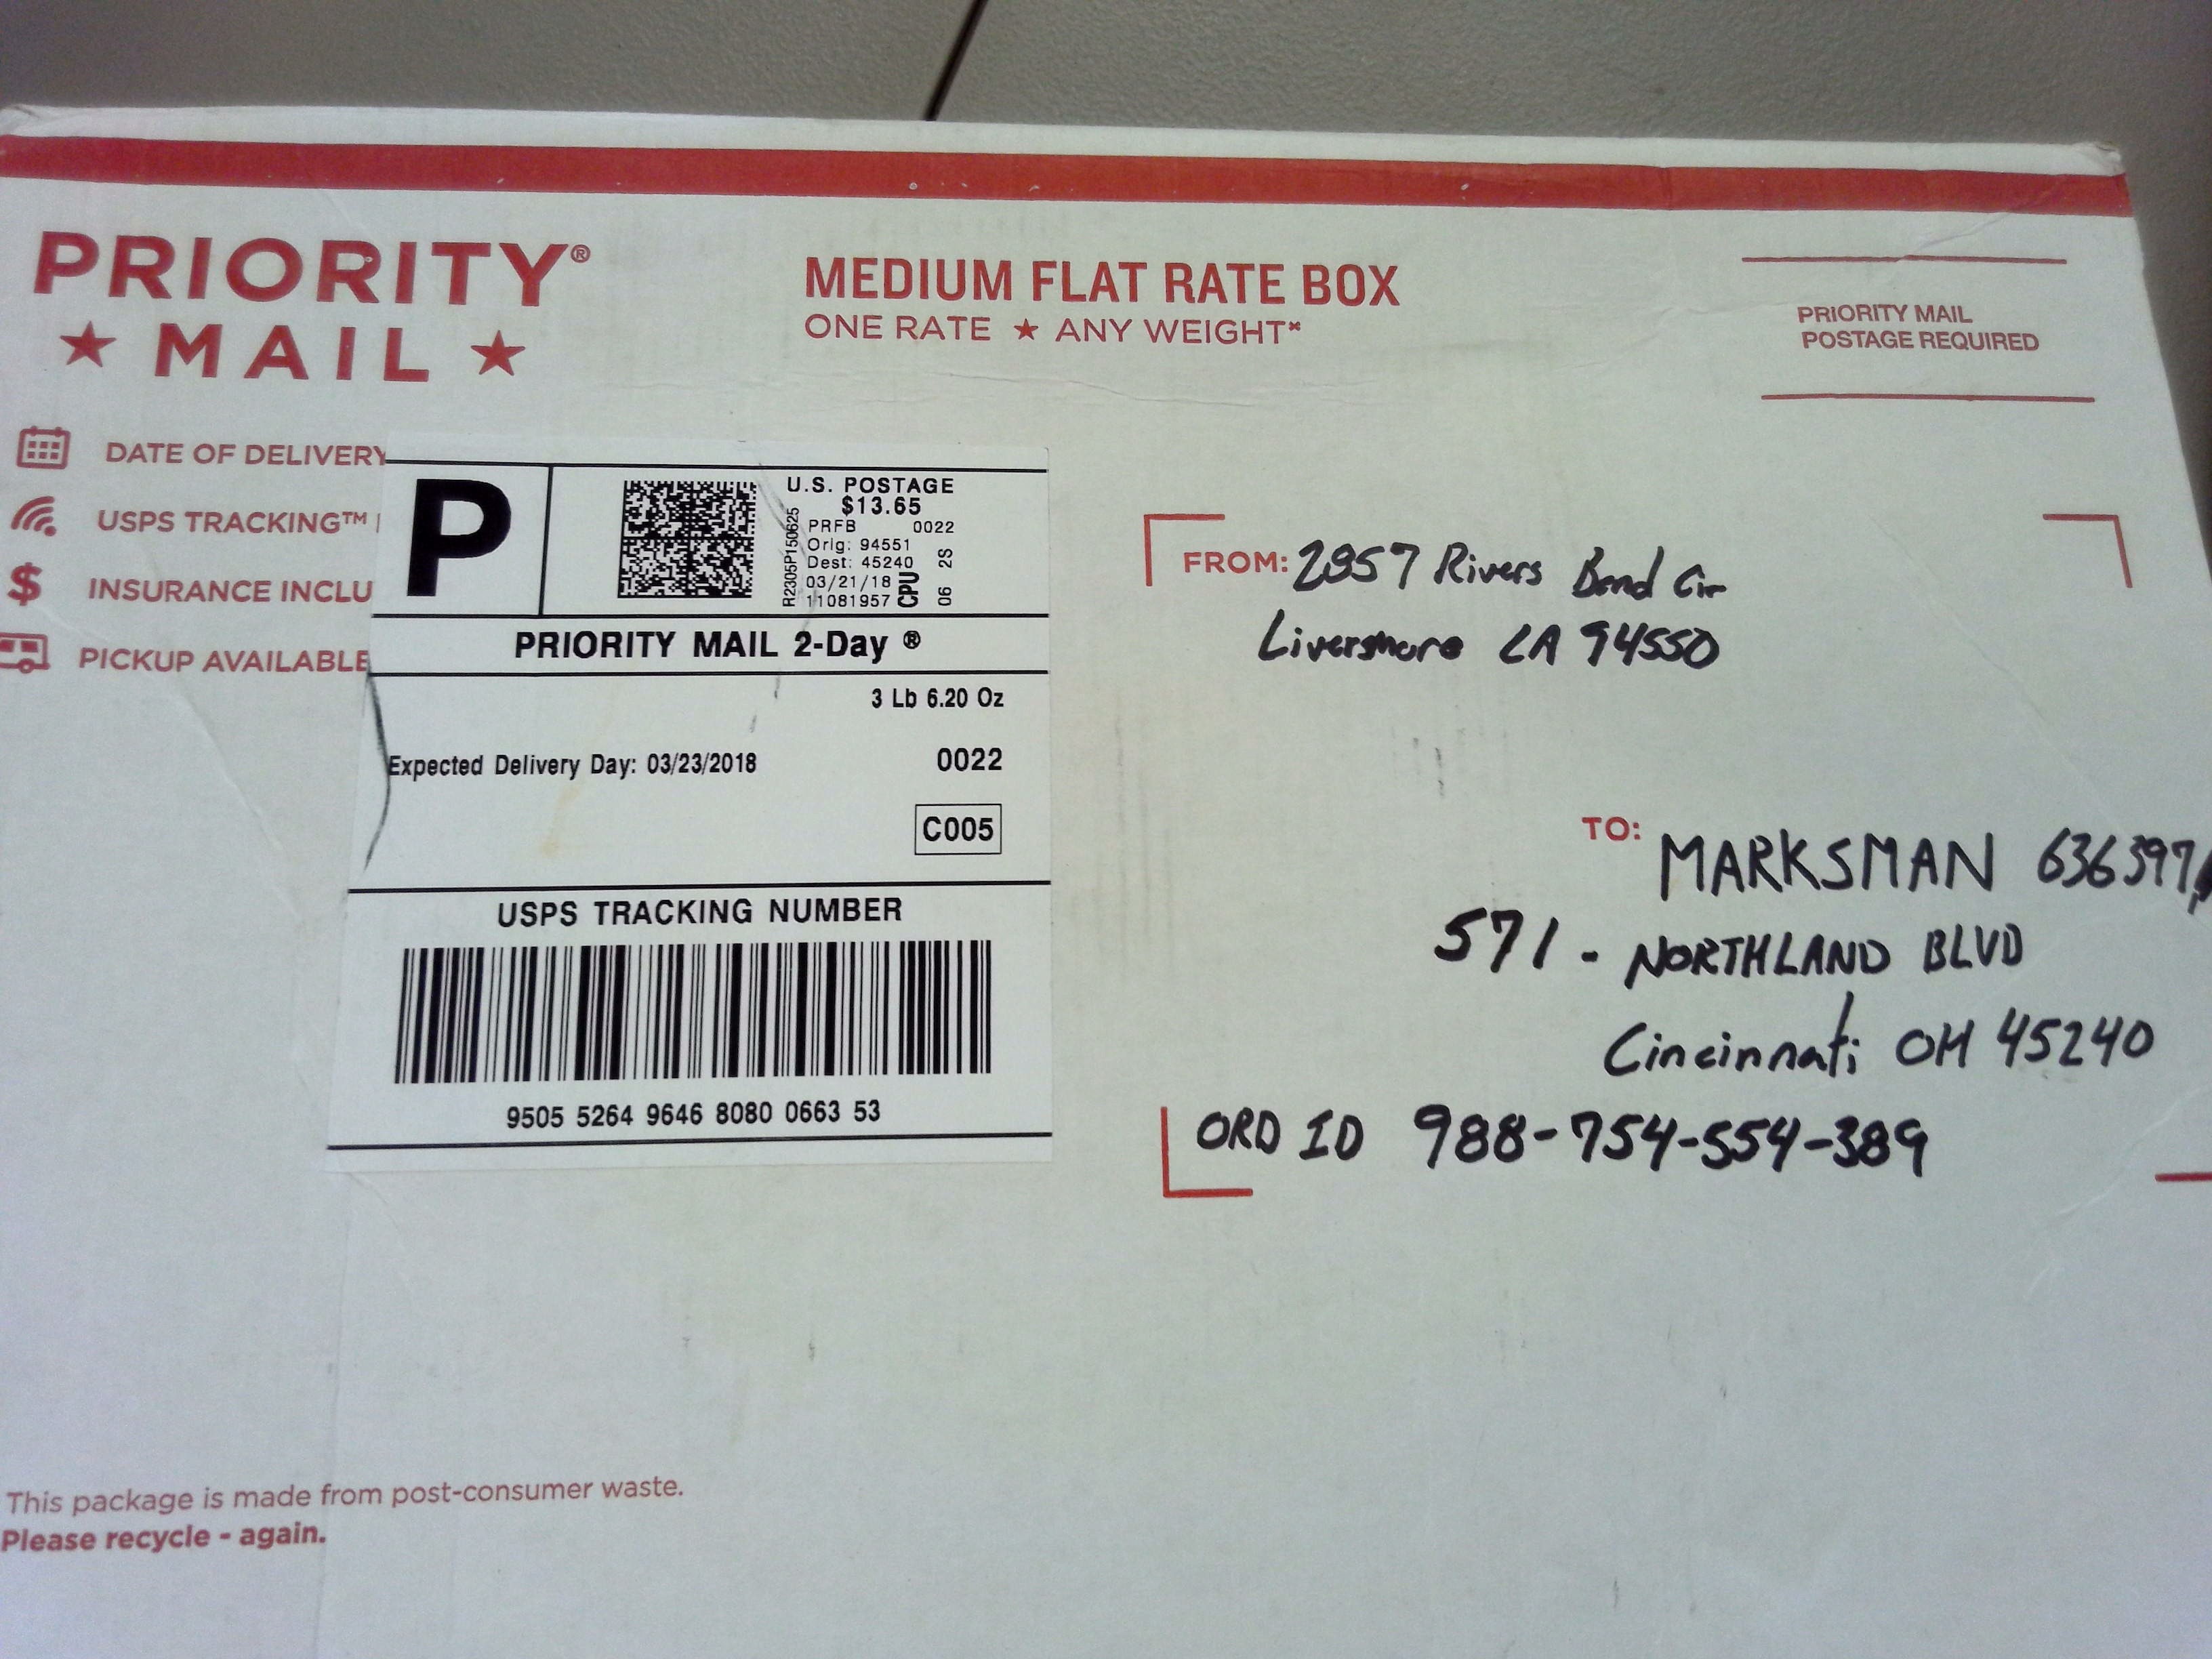 PRIORITY®
★ MAIL ★
MEDIUM FLAT RATE BOX
ONE RATE ★ ANY WEIGHT*
PRIORITY MAIL
POSTAGE REQUIRED
DATE OF DELIVERY
USPS TRACKING™
INSURANCE INCLU
PICKUP AVAILABLE
P
U.S. POSTAGE
$13.65
PRFB 0022
Orig: 94551
Dest: 45240
03/21/18
11081957
R2305P150625
CPU
06 2S
PRIORITY MAIL 2-Day ®
3 Lb 6.20 Oz
Expected Delivery Day: 03/23/2018
0022
C005
USPS TRACKING NUMBER
9505 5264 9646 8080 0663 53
FROM: 2957 Rivers Bend Cir
Livermore CA 94550
TO: MARKSMAN 636397
571 - NORTHLAND BLVD
Cincinnati OH 45240
ORD ID 988-754-554-389
This package is made from post-consumer waste.
Please recycle - again.